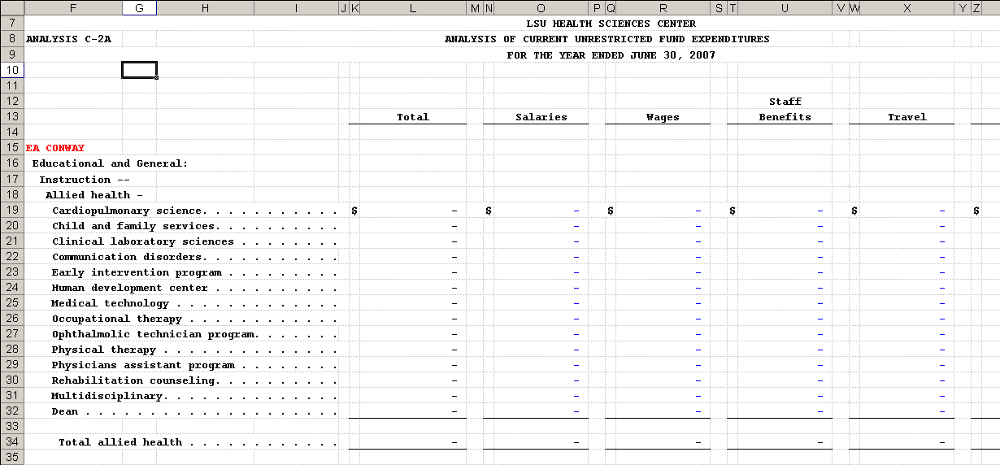 F G H I J K L M N O P Q R S T U V W X Y Z
7 LSU HEALTH SCIENCES CENTER
8 ANALYSIS C-2A ANALYSIS OF CURRENT UNRESTRICTED FUND EXPENDITURES
9 FOR THE YEAR ENDED JUNE 30, 2007
10
11
12 Staff
13 Total Salaries Wages Benefits Travel
14
15 EA CONWAY
16 Educational and General:
17 Instruction --
18 Allied health -
19 Cardiopulmonary science. . . . . . . . . . . $ - $ - $ - $ - $ - $
20 Child and family services. . . . . . . . . . - - - - -
21 Clinical laboratory sciences . . . . . . . . - - - - -
22 Communication disorders. . . . . . . . . . . - - - - -
23 Early intervention program . . . . . . . . . - - - - -
24 Human development center . . . . . . . . . . - - - - -
25 Medical technology . . . . . . . . . . . . . - - - - -
26 Occupational therapy . . . . . . . . . . . . - - - - -
27 Ophthalmolic technician program. . . . . . . - - - - -
28 Physical therapy . . . . . . . . . . . . . . - - - - -
29 Physicians assistant program . . . . . . . . - - - - -
30 Rehabilitation counseling. . . . . . . . . . - - - - -
31 Multidisciplinary. . . . . . . . . . . . . . - - - - -
32 Dean . . . . . . . . . . . . . . . . . . . . - - - - -
33
34 Total allied health . . . . . . . . . . . . - - - - -
35